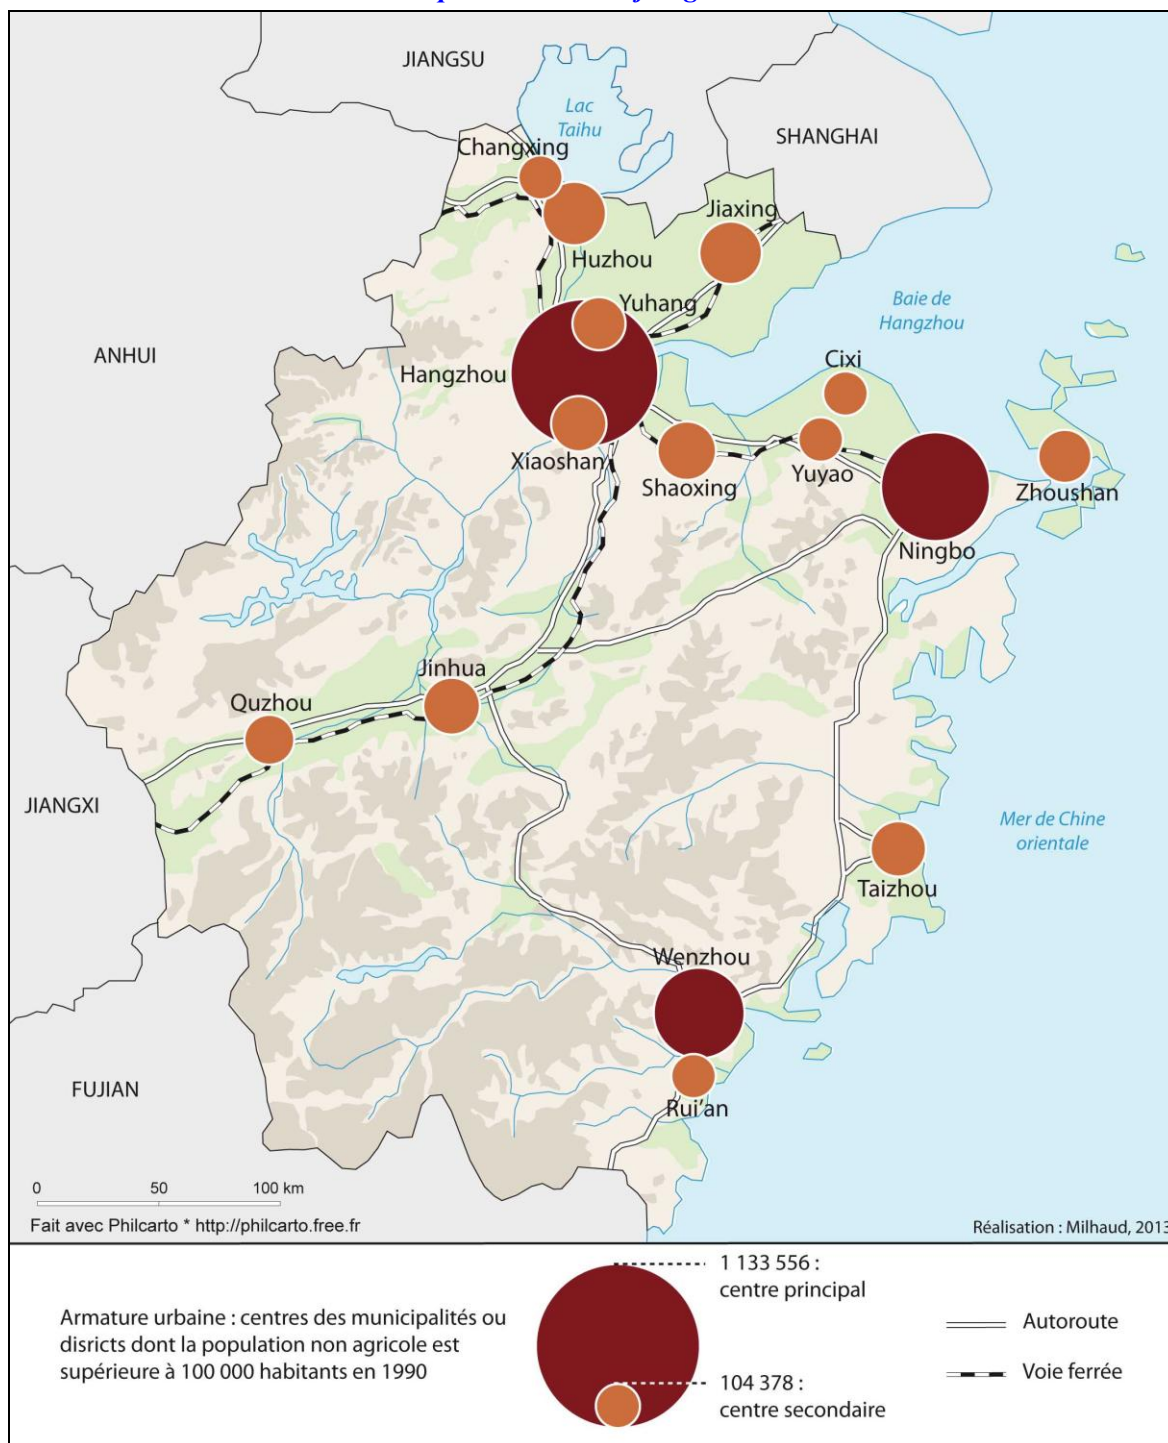 JIANGSU
Lac
Taihu
SHANGHAI
Changxing
Jiaxing
Huzhou
Yuhang
Baie de
Hangzhou
ANHUI
Cixi
Hangzhou
Xiaoshan
Shaoxing
Yuyao
Zhoushan
Ningbo
Jinhua
Quzhou
JIANGXI
Mer de Chine
orientale
Taizhou
Wenzhou
FUJIAN
Rui'an
0 50 100 km
Fait avec Philcarto * http://philcarto.free.fr
Réalisation : Milhaud, 2013
1 133 556 :
centre principal
Armature urbaine : centres des municipalités ou
disricts dont la population non agricole est
supérieure à 100 000 habitants en 1990
104 378 :
centre secondaire
Autoroute
Voie ferrée